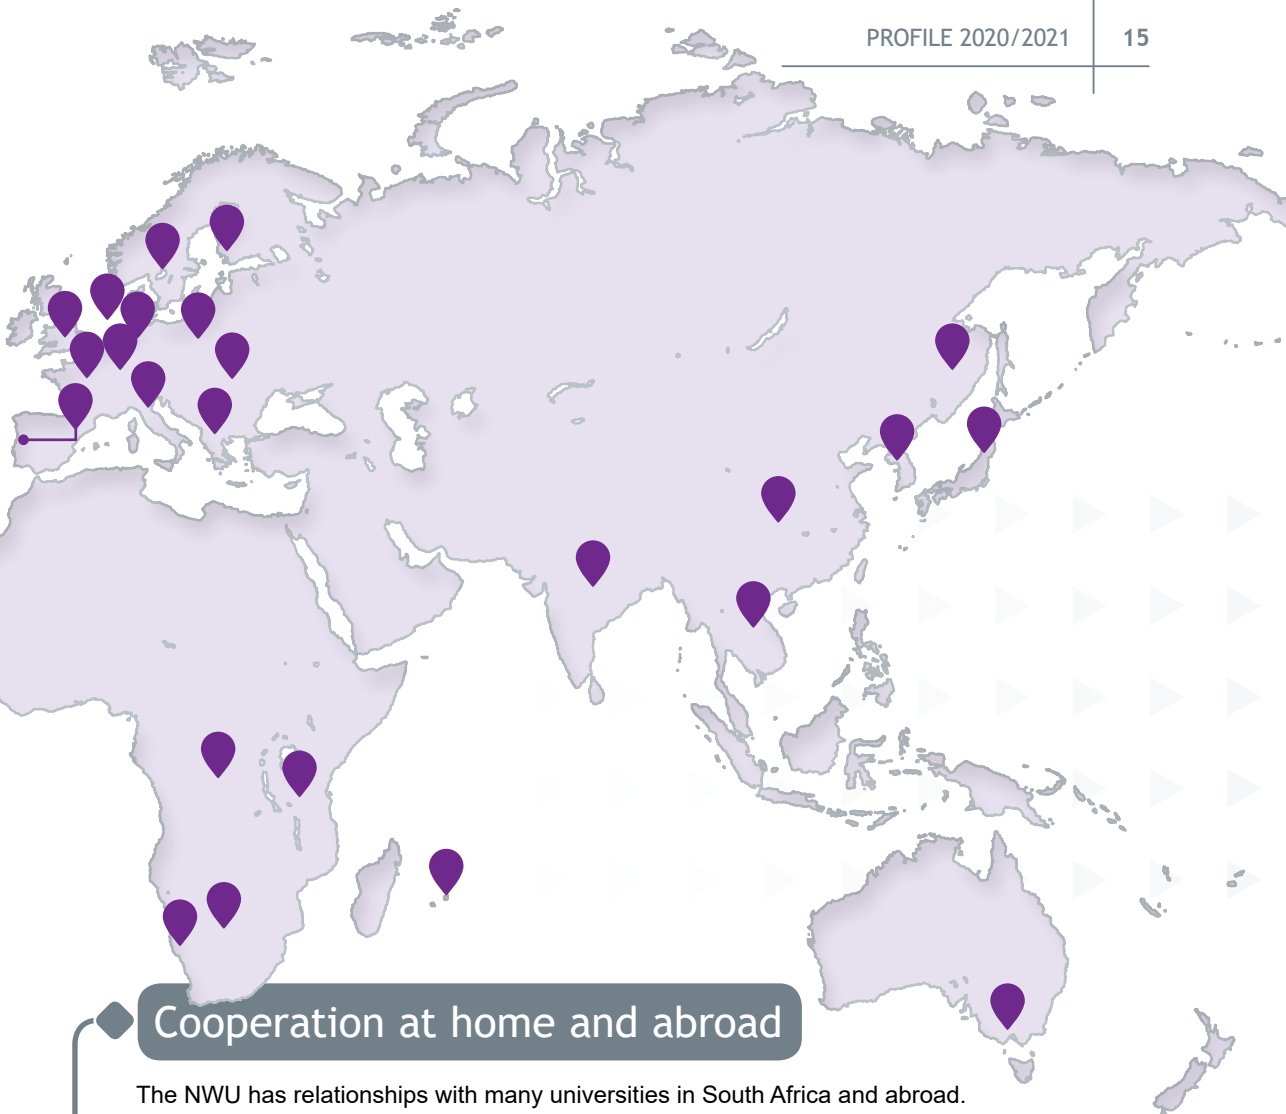 PROFILE 2020/2021 15
Cooperation at home and abroad
The NWU has relationships with many universities in South Africa and abroad.